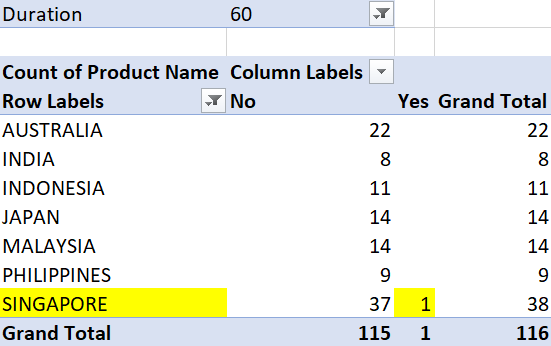 Duration 60
Count of Product Name Column Labels
Row Labels No Yes Grand Total
AUSTRALIA 22 22
INDIA 8 8
INDONESIA 11 11
JAPAN 14 14
MALAYSIA 14 14
PHILIPPINES 9 9
SINGAPORE 37 1 38
Grand Total 115 1 116